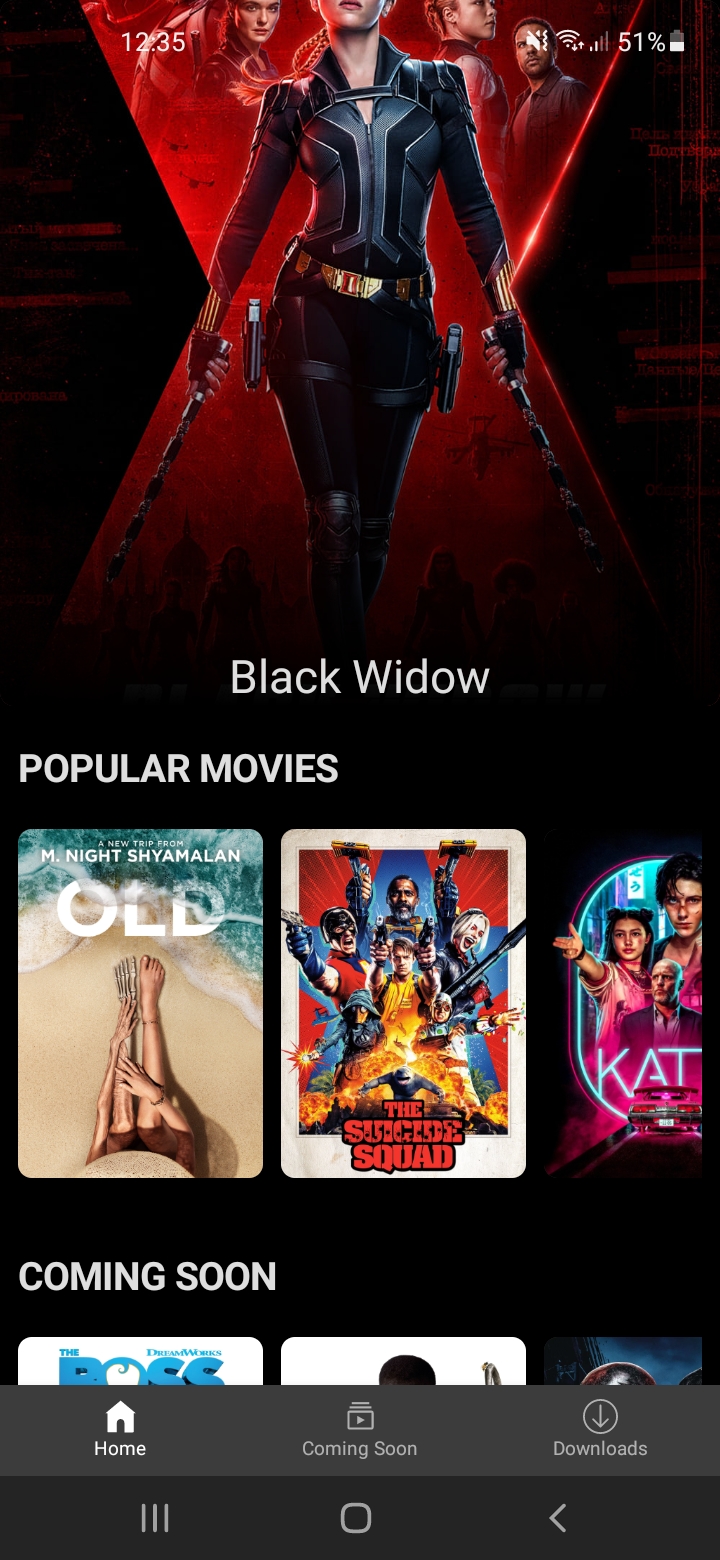 12:35
51%
Black Widow
POPULAR MOVIES
A NEW TRIP FROM
M. NIGHT SHYAMALAN
OLD
THE
SUICIDE
SQUAD
KAT
COMING SOON
THE
DREAMWORKS
BOSS
Home
Coming Soon
Downloads